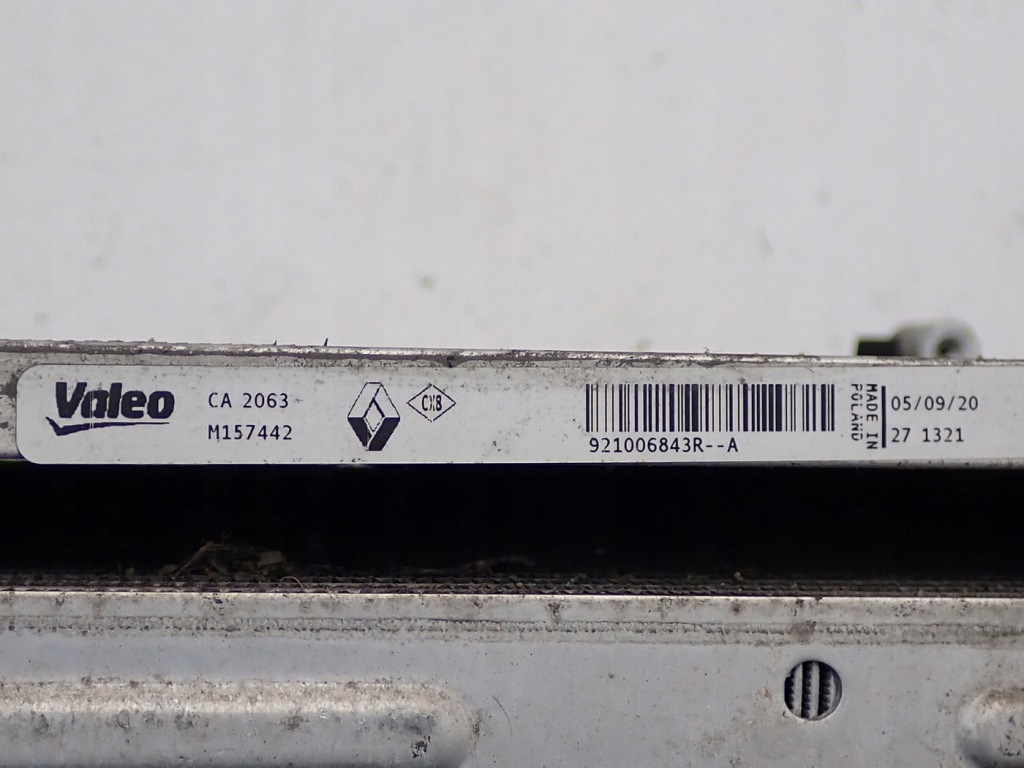 Valeo
CA 2063
M157442
CX8
921006843R--A
MADE IN
POLAND
05/09/20
27 1321